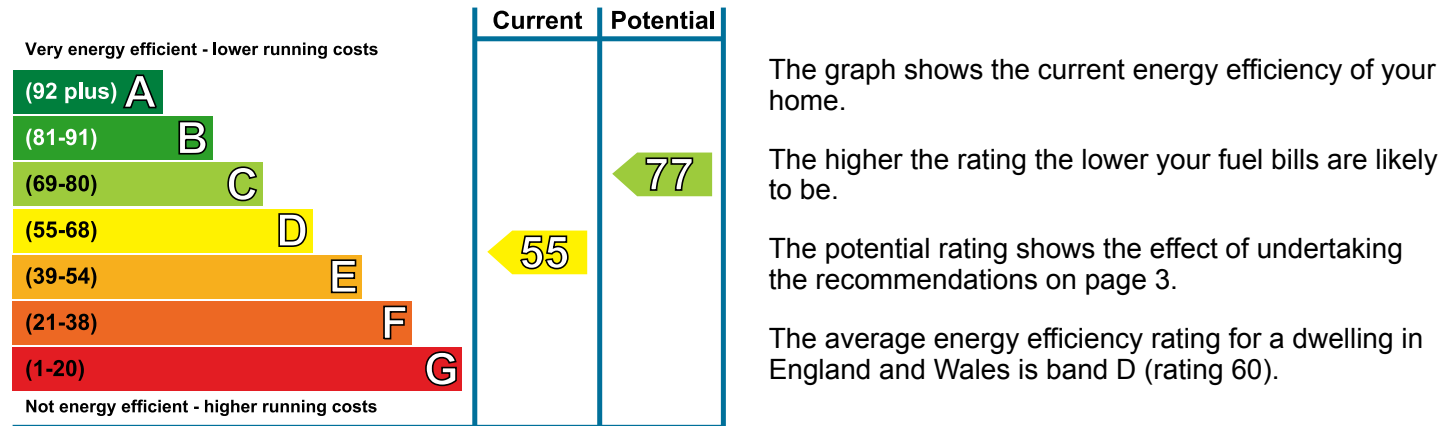 Current Potential
Very energy efficient - lower running costs
(92 plus) A
(81-91) B
(69-80) C
77
(55-68) D
55
(39-54) E
(21-38) F
(1-20) G
Not energy efficient - higher running costs
The graph shows the current energy efficiency of your
home.
The higher the rating the lower your fuel bills are likely
to be.
The potential rating shows the effect of undertaking
the recommendations on page 3.
The average energy efficiency rating for a dwelling in
England and Wales is band D (rating 60).